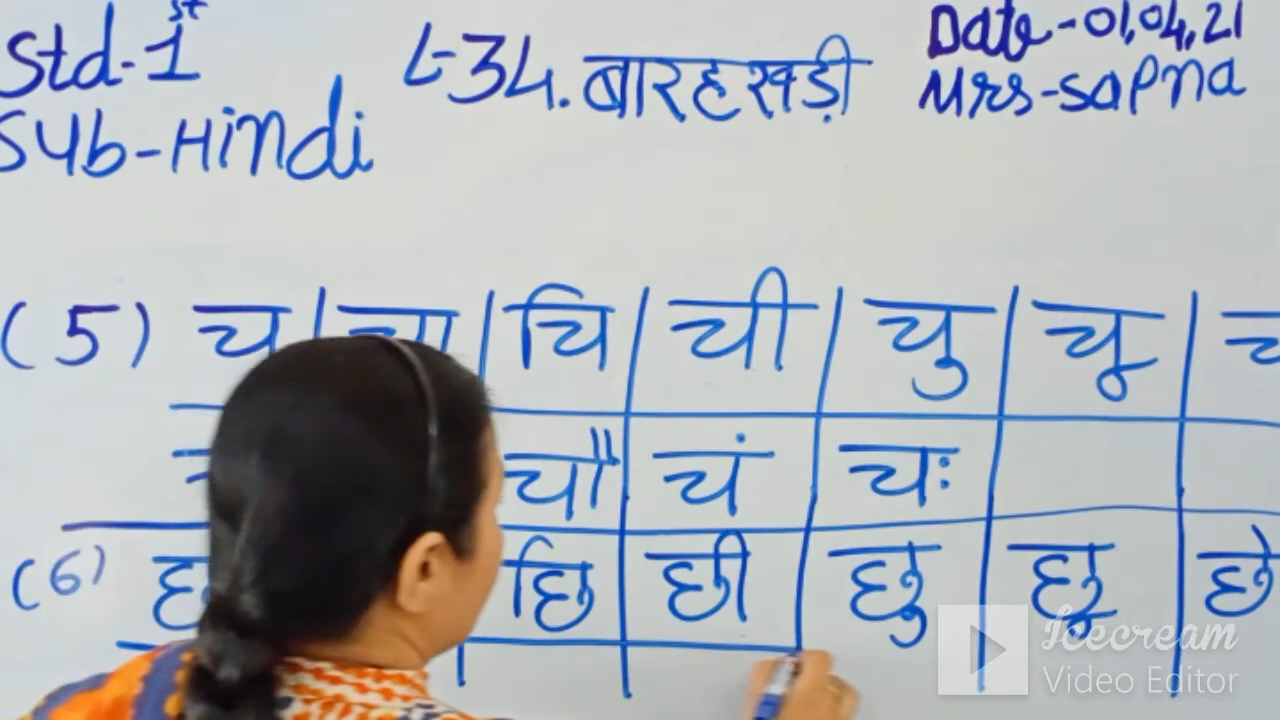 Std-1st
Sub-Hindi
L-34. बारहखड़ी
Date-01,04,21
Mrs-Sapna
(5) च चा चि ची चु चू
चौ चं चः
(6) छि छी छु छू छे
Icecream
Video Editor